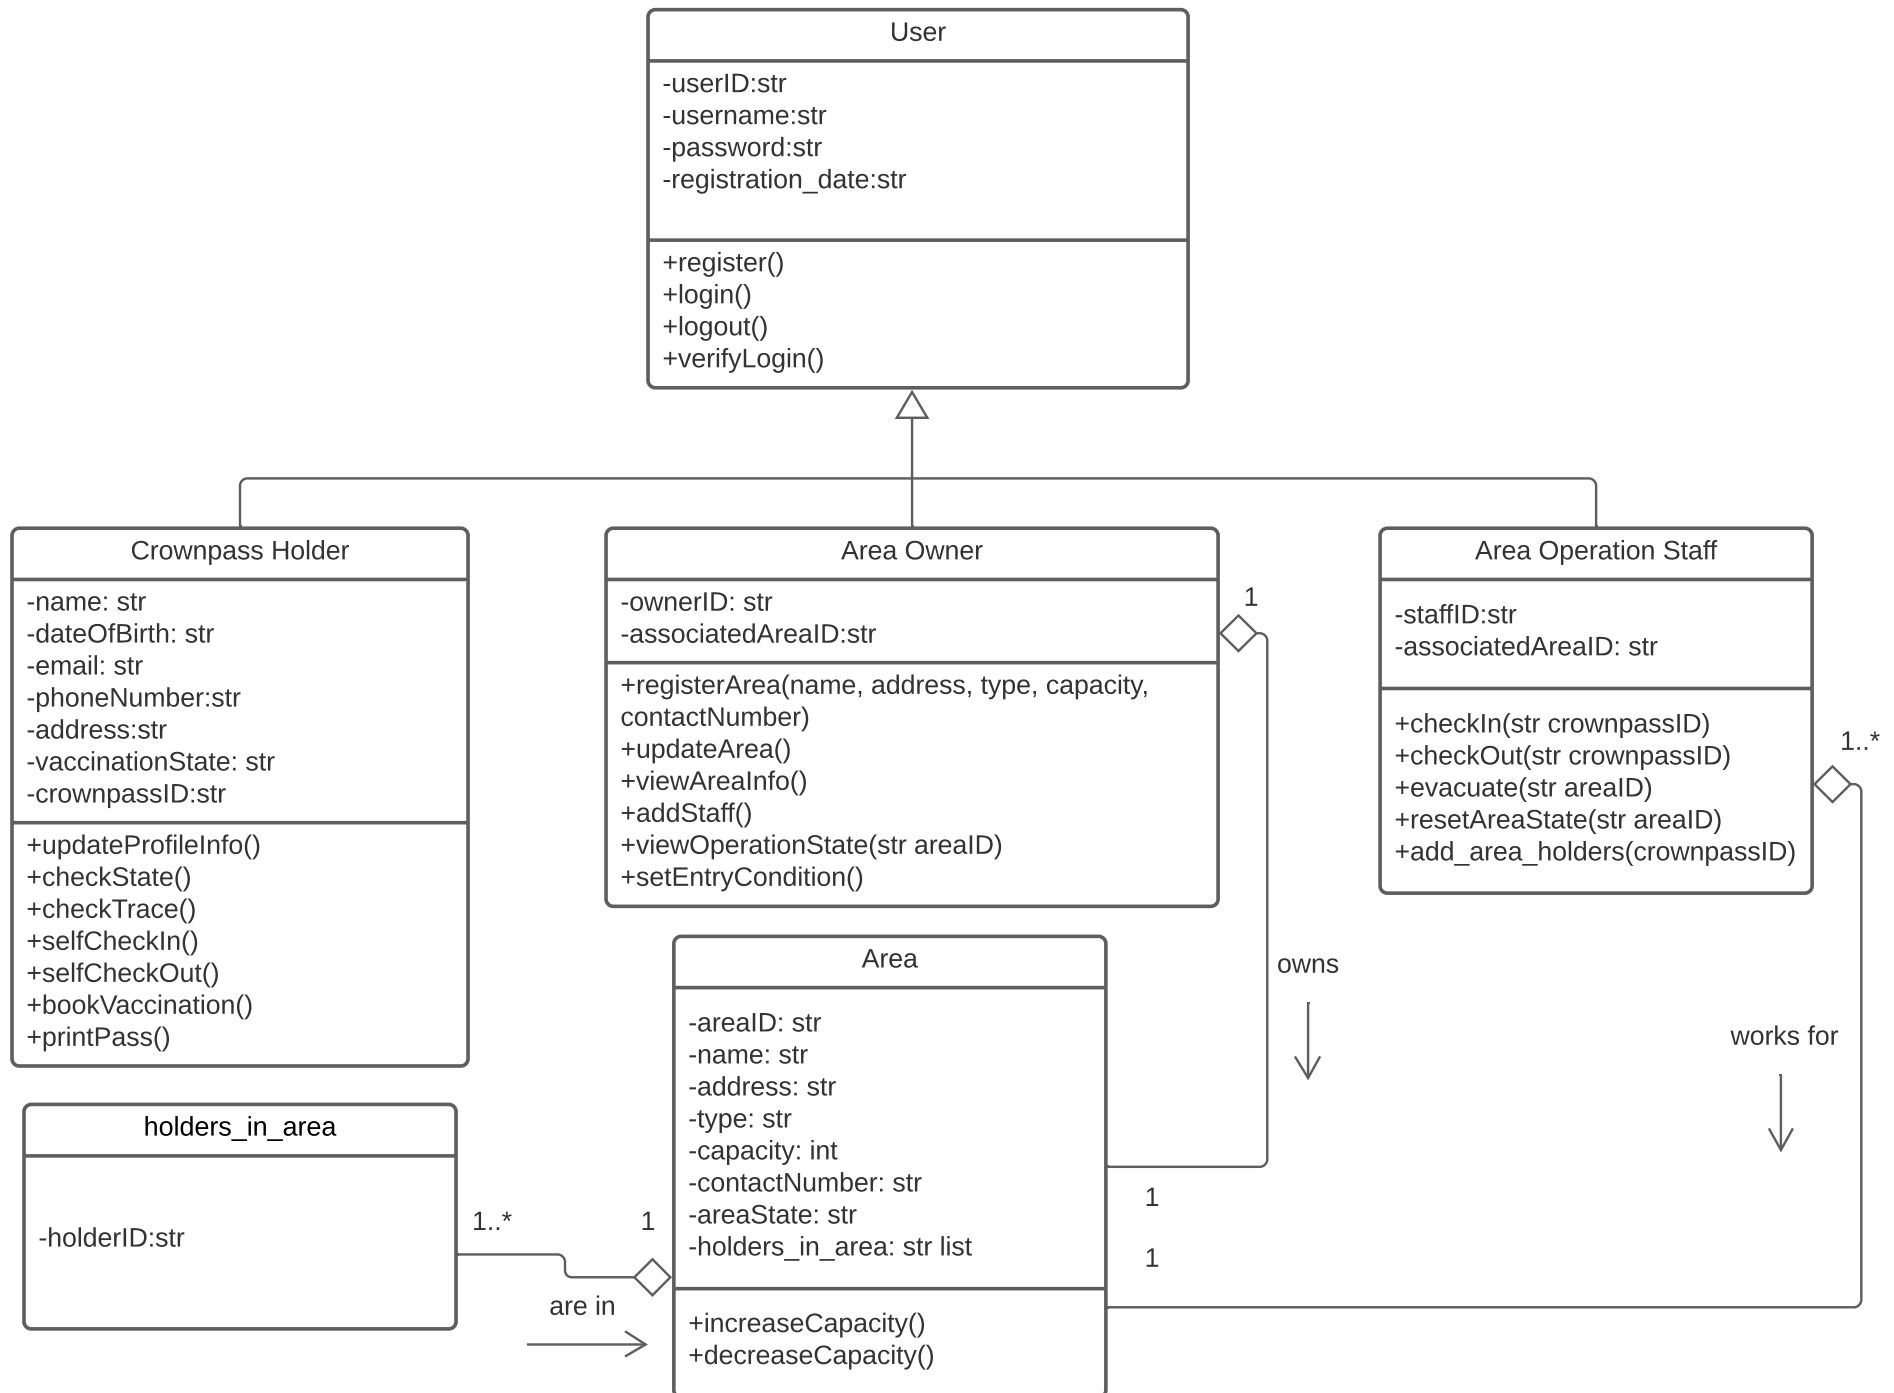 User
-userID:str
-username:str
-password:str
-registration_date:str
+register()
+login()
+logout()
+verifyLogin()
Crownpass Holder
-name: str
-dateOfBirth: str
-email: str
-phoneNumber:str
-address:str
-vaccinationState: str
-crownpassID:str
+updateProfileInfo()
+checkState()
+checkTrace()
+selfCheckIn()
+selfCheckOut()
+bookVaccination()
+printPass()
Area Owner
-ownerID: str
-associatedAreaID:str
+registerArea(name, address, type, capacity,
contactNumber)
+updateArea()
+viewAreaInfo()
+addStaff()
+viewOperationState(str areaID)
+setEntryCondition()
1
Area Operation Staff
-staffID:str
-associatedAreaID: str
+checkIn(str crownpassID)
+checkOut(str crownpassID)
+evacuate(str areaID)
+resetAreaState(str areaID)
+add_area_holders(crownpassID)
1..*
owns
works for
holders_in_area
-holderID:str
1..*
1
are in
Area
-areaID: str
-name: str
-address: str
-type: str
-capacity: int
-contactNumber: str
-areaState: str
-holders_in_area: str list
+increaseCapacity()
+decreaseCapacity()
1
1